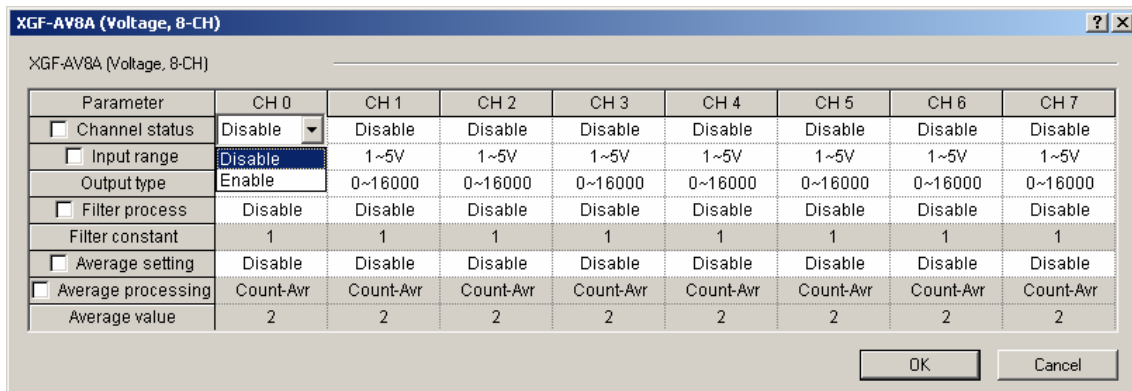 XGF-AV8A (Voltage, 8-CH)
XGF-AV8A (Voltage, 8-CH)
Parameter CH 0 CH 1 CH 2 CH 3 CH 4 CH 5 CH 6 CH 7
Channel status Disable Disable Disable Disable Disable Disable Disable Disable
Input range Disable 1~5V 1~5V 1~5V 1~5V 1~5V 1~5V 1~5V
Output type Enable 0~16000 0~16000 0~16000 0~16000 0~16000 0~16000 0~16000
Filter process Disable Disable Disable Disable Disable Disable Disable Disable
Filter constant 1 1 1 1 1 1 1 1
Average setting Disable Disable Disable Disable Disable Disable Disable Disable
Average processing Count-Avr Count-Avr Count-Avr Count-Avr Count-Avr Count-Avr Count-Avr Count-Avr
Average value 2 2 2 2 2 2 2 2
OK Cancel